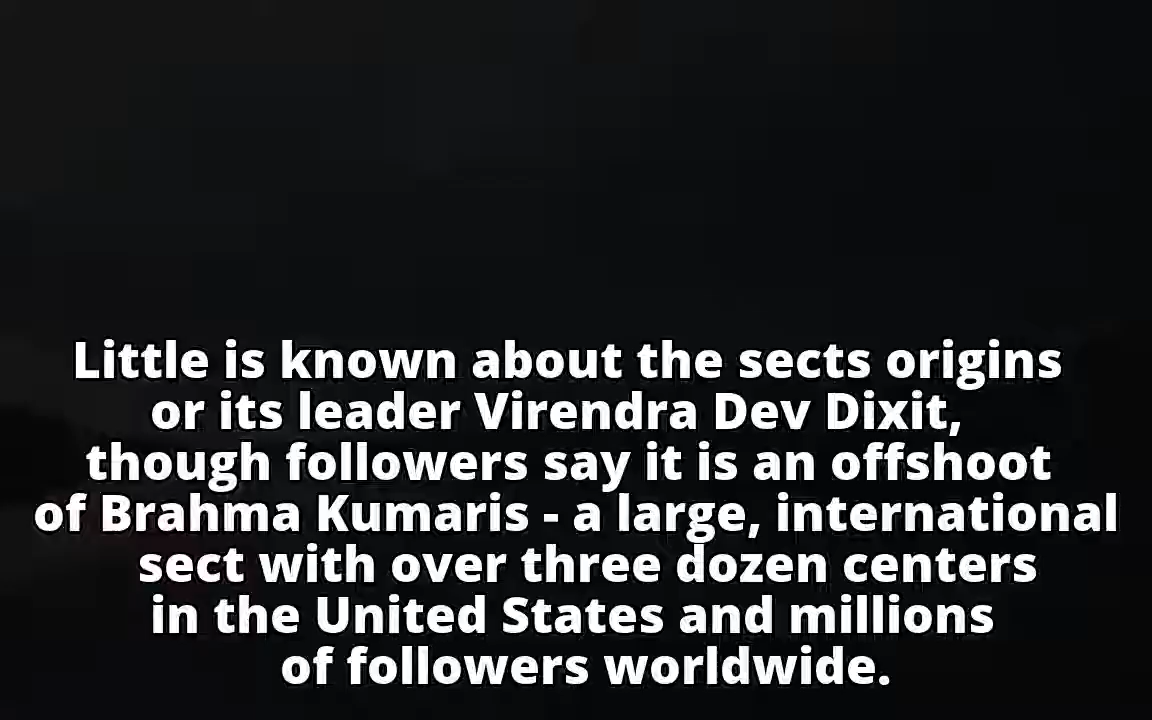 Little is known about the sects origins
or its leader Virendra Dev Dixit,
though followers say it is an offshoot
of Brahma Kumaris - a large, international
sect with over three dozen centers
in the United States and millions
of followers worldwide.